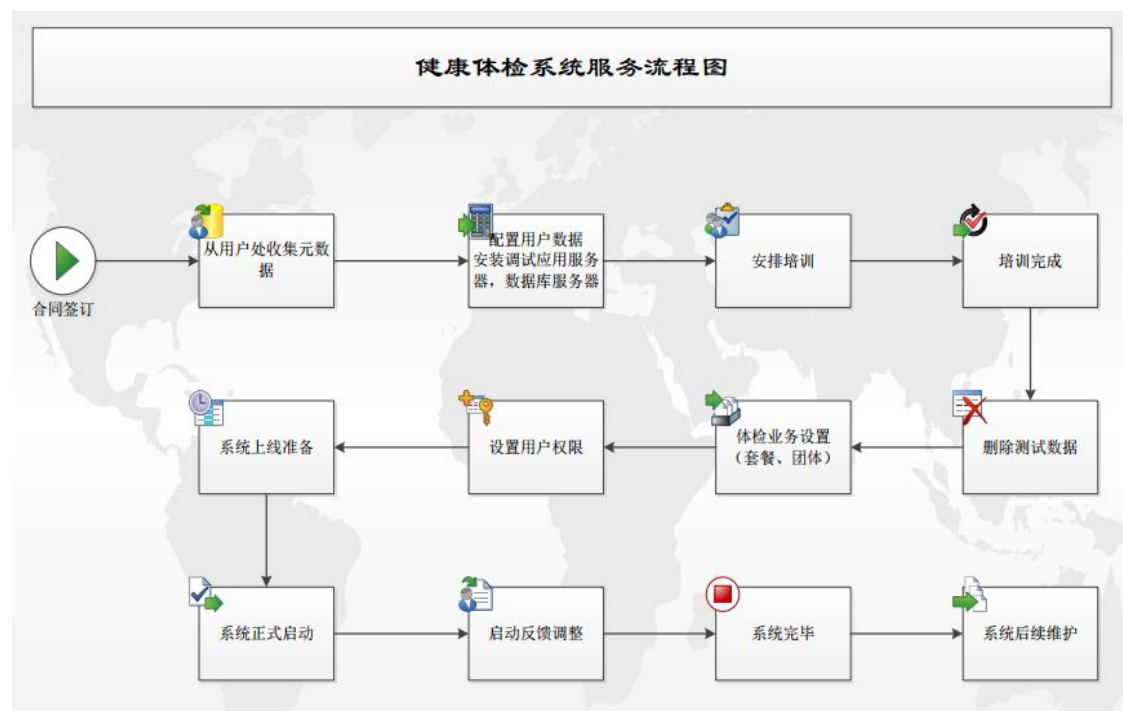 健康体检系统服务流程图
合同签订
从用户处收集元数
据
配置用户数据
安装调试应用服务
器，数据库服务器
安排培训
培训完成
删除测试数据
体检业务设置
（套餐、团体）
设置用户权限
系统上线准备
系统正式启动
启动反馈调整
系统完毕
系统后续维护